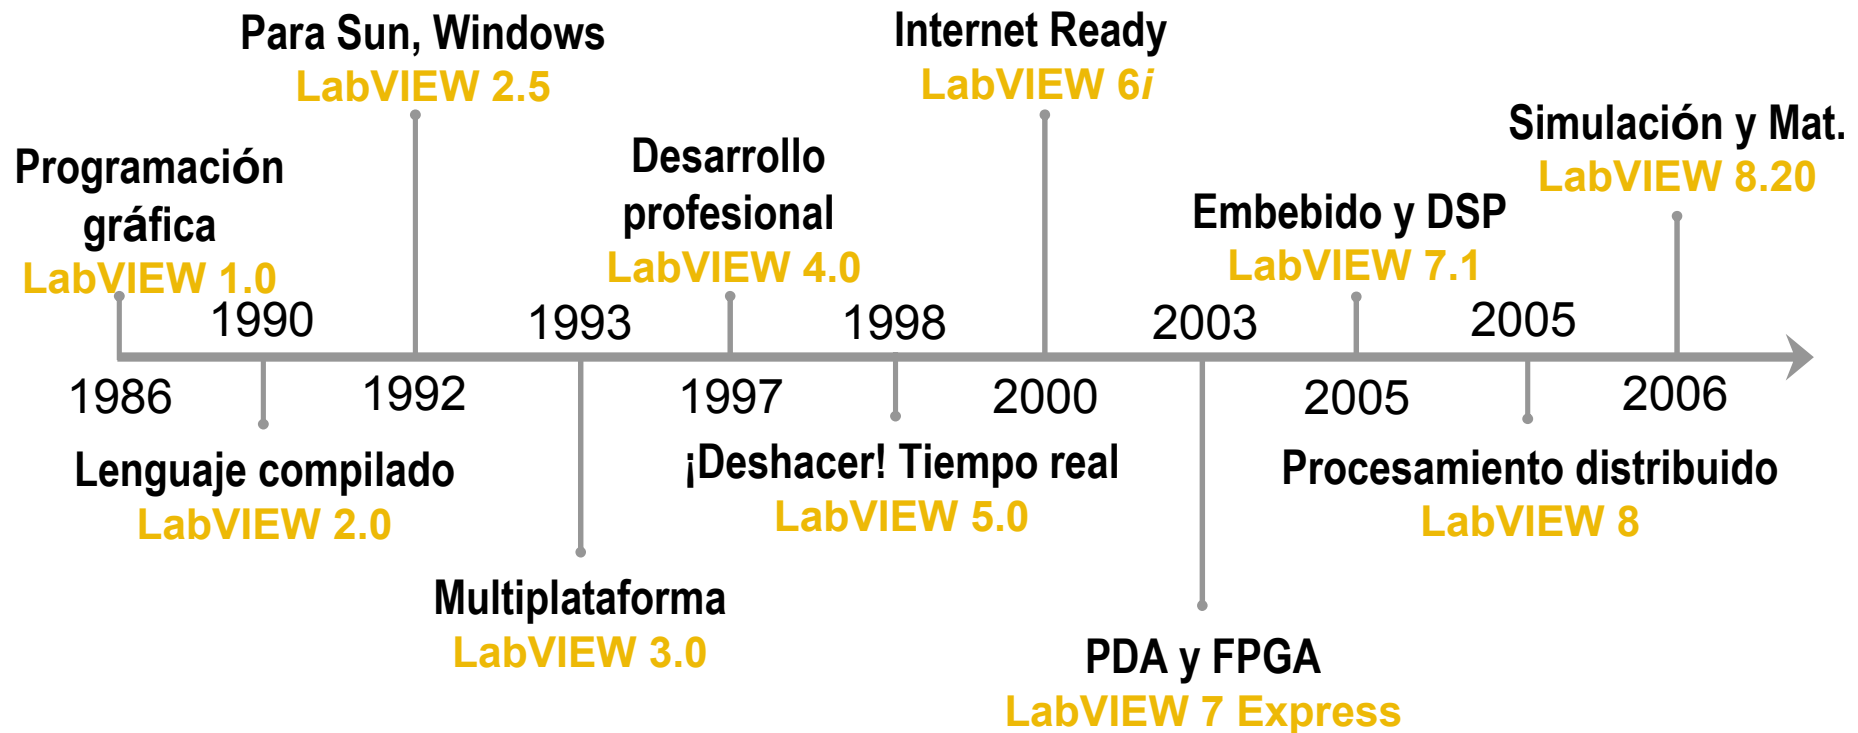 Para Sun, Windows
LabVIEW 2.5
Internet Ready
LabVIEW 6i
Simulación y Mat.
LabVIEW 8.20
Programación
gráfica
LabVIEW 1.0
Desarrollo
profesional
LabVIEW 4.0
Embebido y DSP
LabVIEW 7.1
1990
1993
1998
2003
2005
1986
1992
1997
2000
2005
2006
Lenguaje compilado
LabVIEW 2.0
¡Deshacer! Tiempo real
LabVIEW 5.0
Procesamiento distribuido
LabVIEW 8
Multiplataforma
LabVIEW 3.0
PDA y FPGA
LabVIEW 7 Express